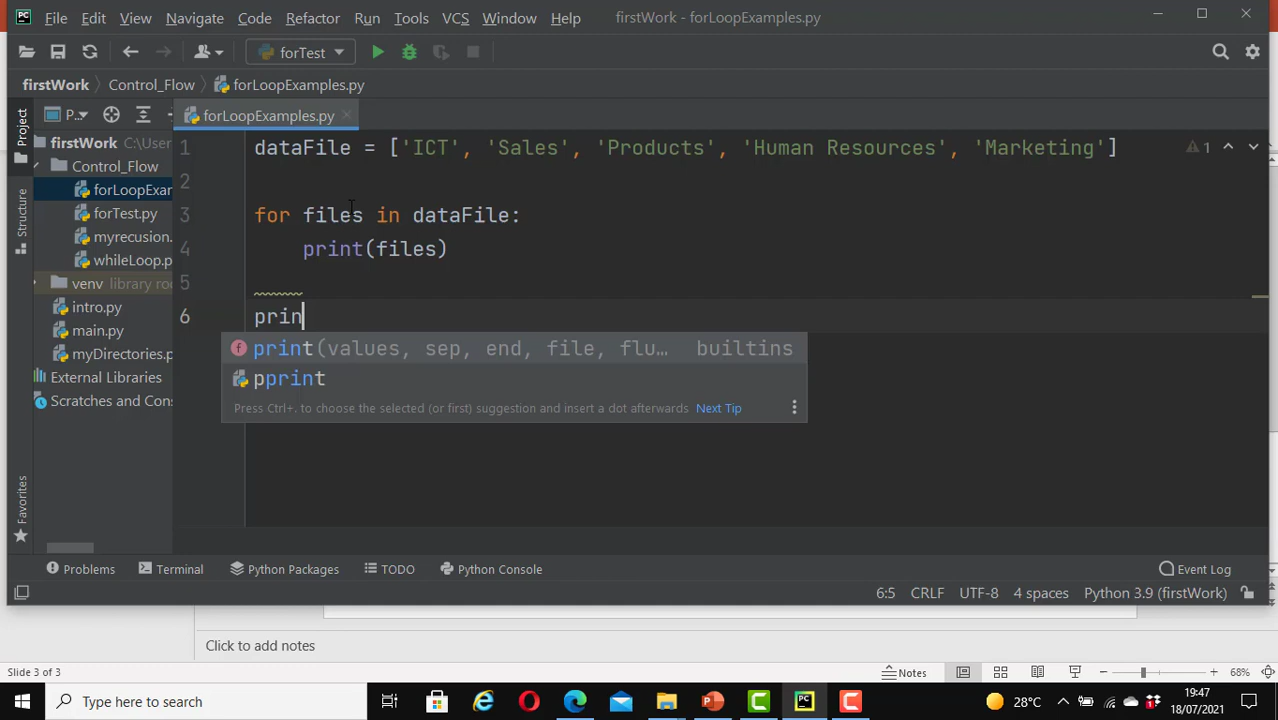 PC File Edit View Navigate Code Refactor Run Tools VCS Window Help firstWork - forLoopExamples.py
forTest
firstWork Control_Flow forLoopExamples.py
Project P... forLoopExamples.py
firstWork C:\User
Control_Flow
forLoopExar
forTest.py
myrecusion.
whileLoop.p
venv library roo
intro.py
main.py
myDirectories.p
External Libraries
Scratches and Cons
Structure
Favorites
1 dataFile = ['ICT', 'Sales', 'Products', 'Human Resources', 'Marketing'] 1
2
3 for files in dataFile:
4 print(files)
5
6 prin
print(values, sep, end, file, flu... builtins
pprint
Press Ctrl+. to choose the selected (or first) suggestion and insert a dot afterwards Next Tip
Problems Terminal Python Packages TODO Python Console Event Log
6:5 CRLF UTF-8 4 spaces Python 3.9 (firstWork)
Click to add notes
Slide 3 of 3 Notes 68%
Type here to search 28°C 19:47
18/07/2021